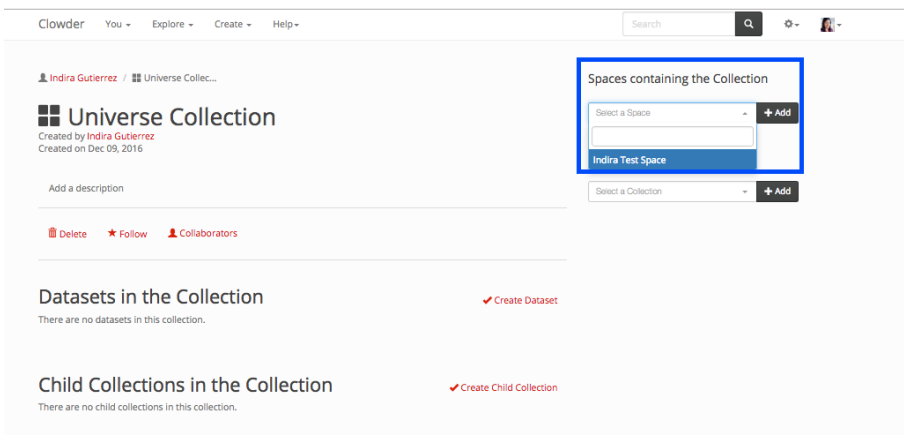 Clowder You Explore Create Help Search
Indira Gutierrez / Universe Collec...
Universe Collection
Created by Indira Gutierrez
Created on Dec 09, 2016
Add a description
Delete Follow Collaborators
Datasets in the Collection
Create Dataset
There are no datasets in this collection.
Child Collections in the Collection
Create Child Collection
There are no child collections in this collection.
Spaces containing the Collection
Select a Space + Add
Indira Test Space
Select a Collection + Add